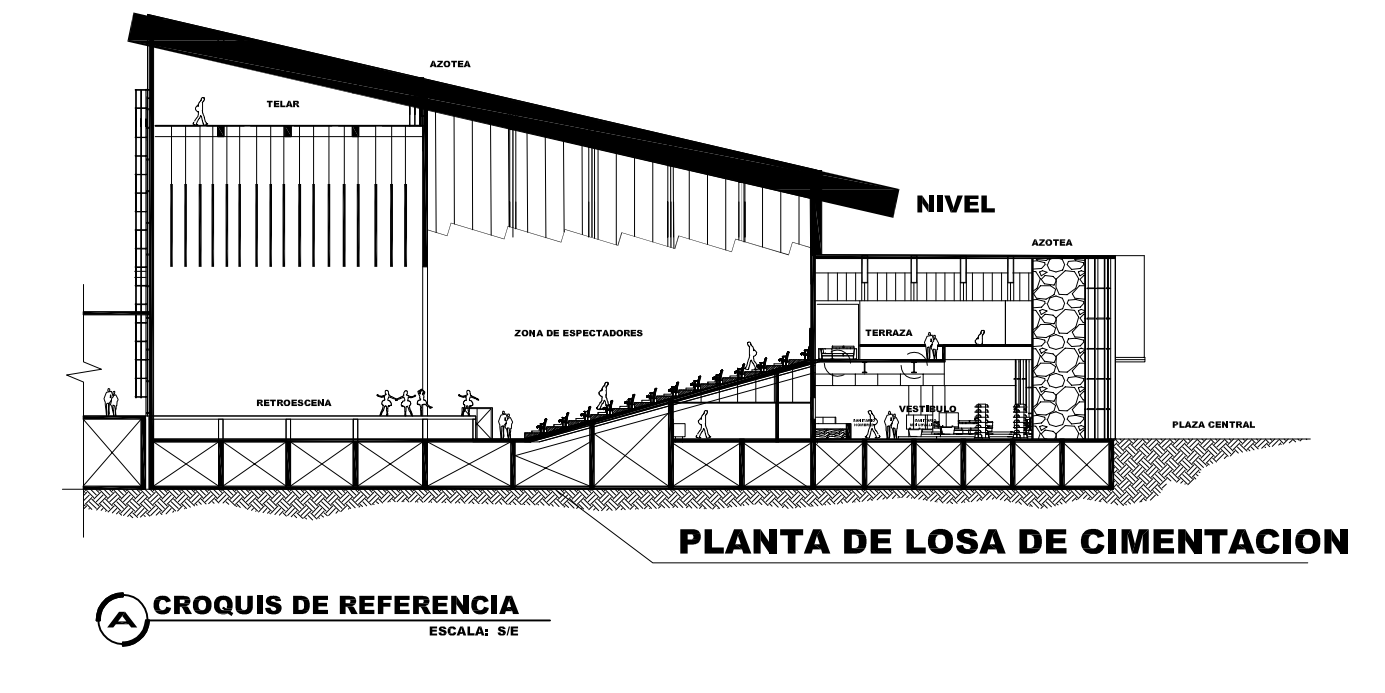 AZOTEA
TELAR
NIVEL
AZOTEA
ZONA DE ESPECTADORES
TERRAZA
RETROESCENA
VESTIBULO
PLAZA CENTRAL
PLANTA DE LOSA DE CIMENTACION
A
CROQUIS DE REFERENCIA
ESCALA: S/E